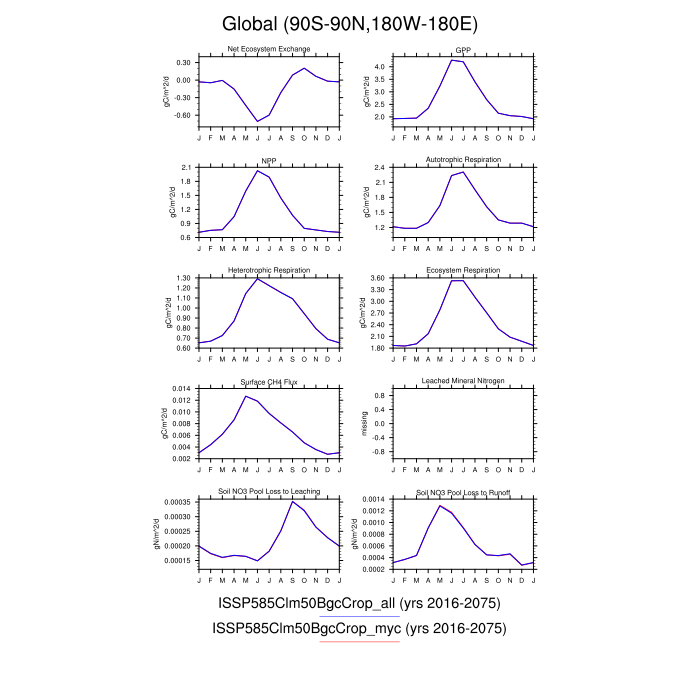 Global (90S-90N,180W-180E)
Net Ecosystem Exchange
gC/m^2/d
0.30
0.00
-0.30
-0.60
J F M A M J J A S O N D J
GPP
gC/m^2/d
4.0
3.5
3.0
2.5
2.0
J F M A M J J A S O N D J
NPP
gC/m^2/d
2.1
1.8
1.5
1.2
0.9
0.6
J F M A M J J A S O N D J
Autotrophic Respiration
gC/m^2/d
2.4
2.1
1.8
1.5
1.2
J F M A M J J A S O N D J
Heterotrophic Respiration
gC/m^2/d
1.30
1.20
1.10
1.00
0.90
0.80
0.70
0.60
J F M A M J J A S O N D J
Ecosystem Respiration
gC/m^2/d
3.60
3.30
3.00
2.70
2.40
2.10
1.80
J F M A M J J A S O N D J
Surface CH4 Flux
gC/m^2/d
0.014
0.012
0.010
0.008
0.006
0.004
0.002
J F M A M J J A S O N D J
Leached Mineral Nitrogen
missing
0.8
0.4
0.0
-0.4
-0.8
J F M A M J J A S O N D J
Soil NO3 Pool Loss to Leaching
gN/m^2/d
0.00035
0.00030
0.00025
0.00020
0.00015
J F M A M J J A S O N D J
Soil NO3 Pool Loss to Runoff
gN/m^2/d
0.0014
0.0012
0.0010
0.0008
0.0006
0.0004
0.0002
J F M A M J J A S O N D J
ISSP585Clm50BgcCrop_all (yrs 2016-2075)
ISSP585Clm50BgcCrop_myc (yrs 2016-2075)